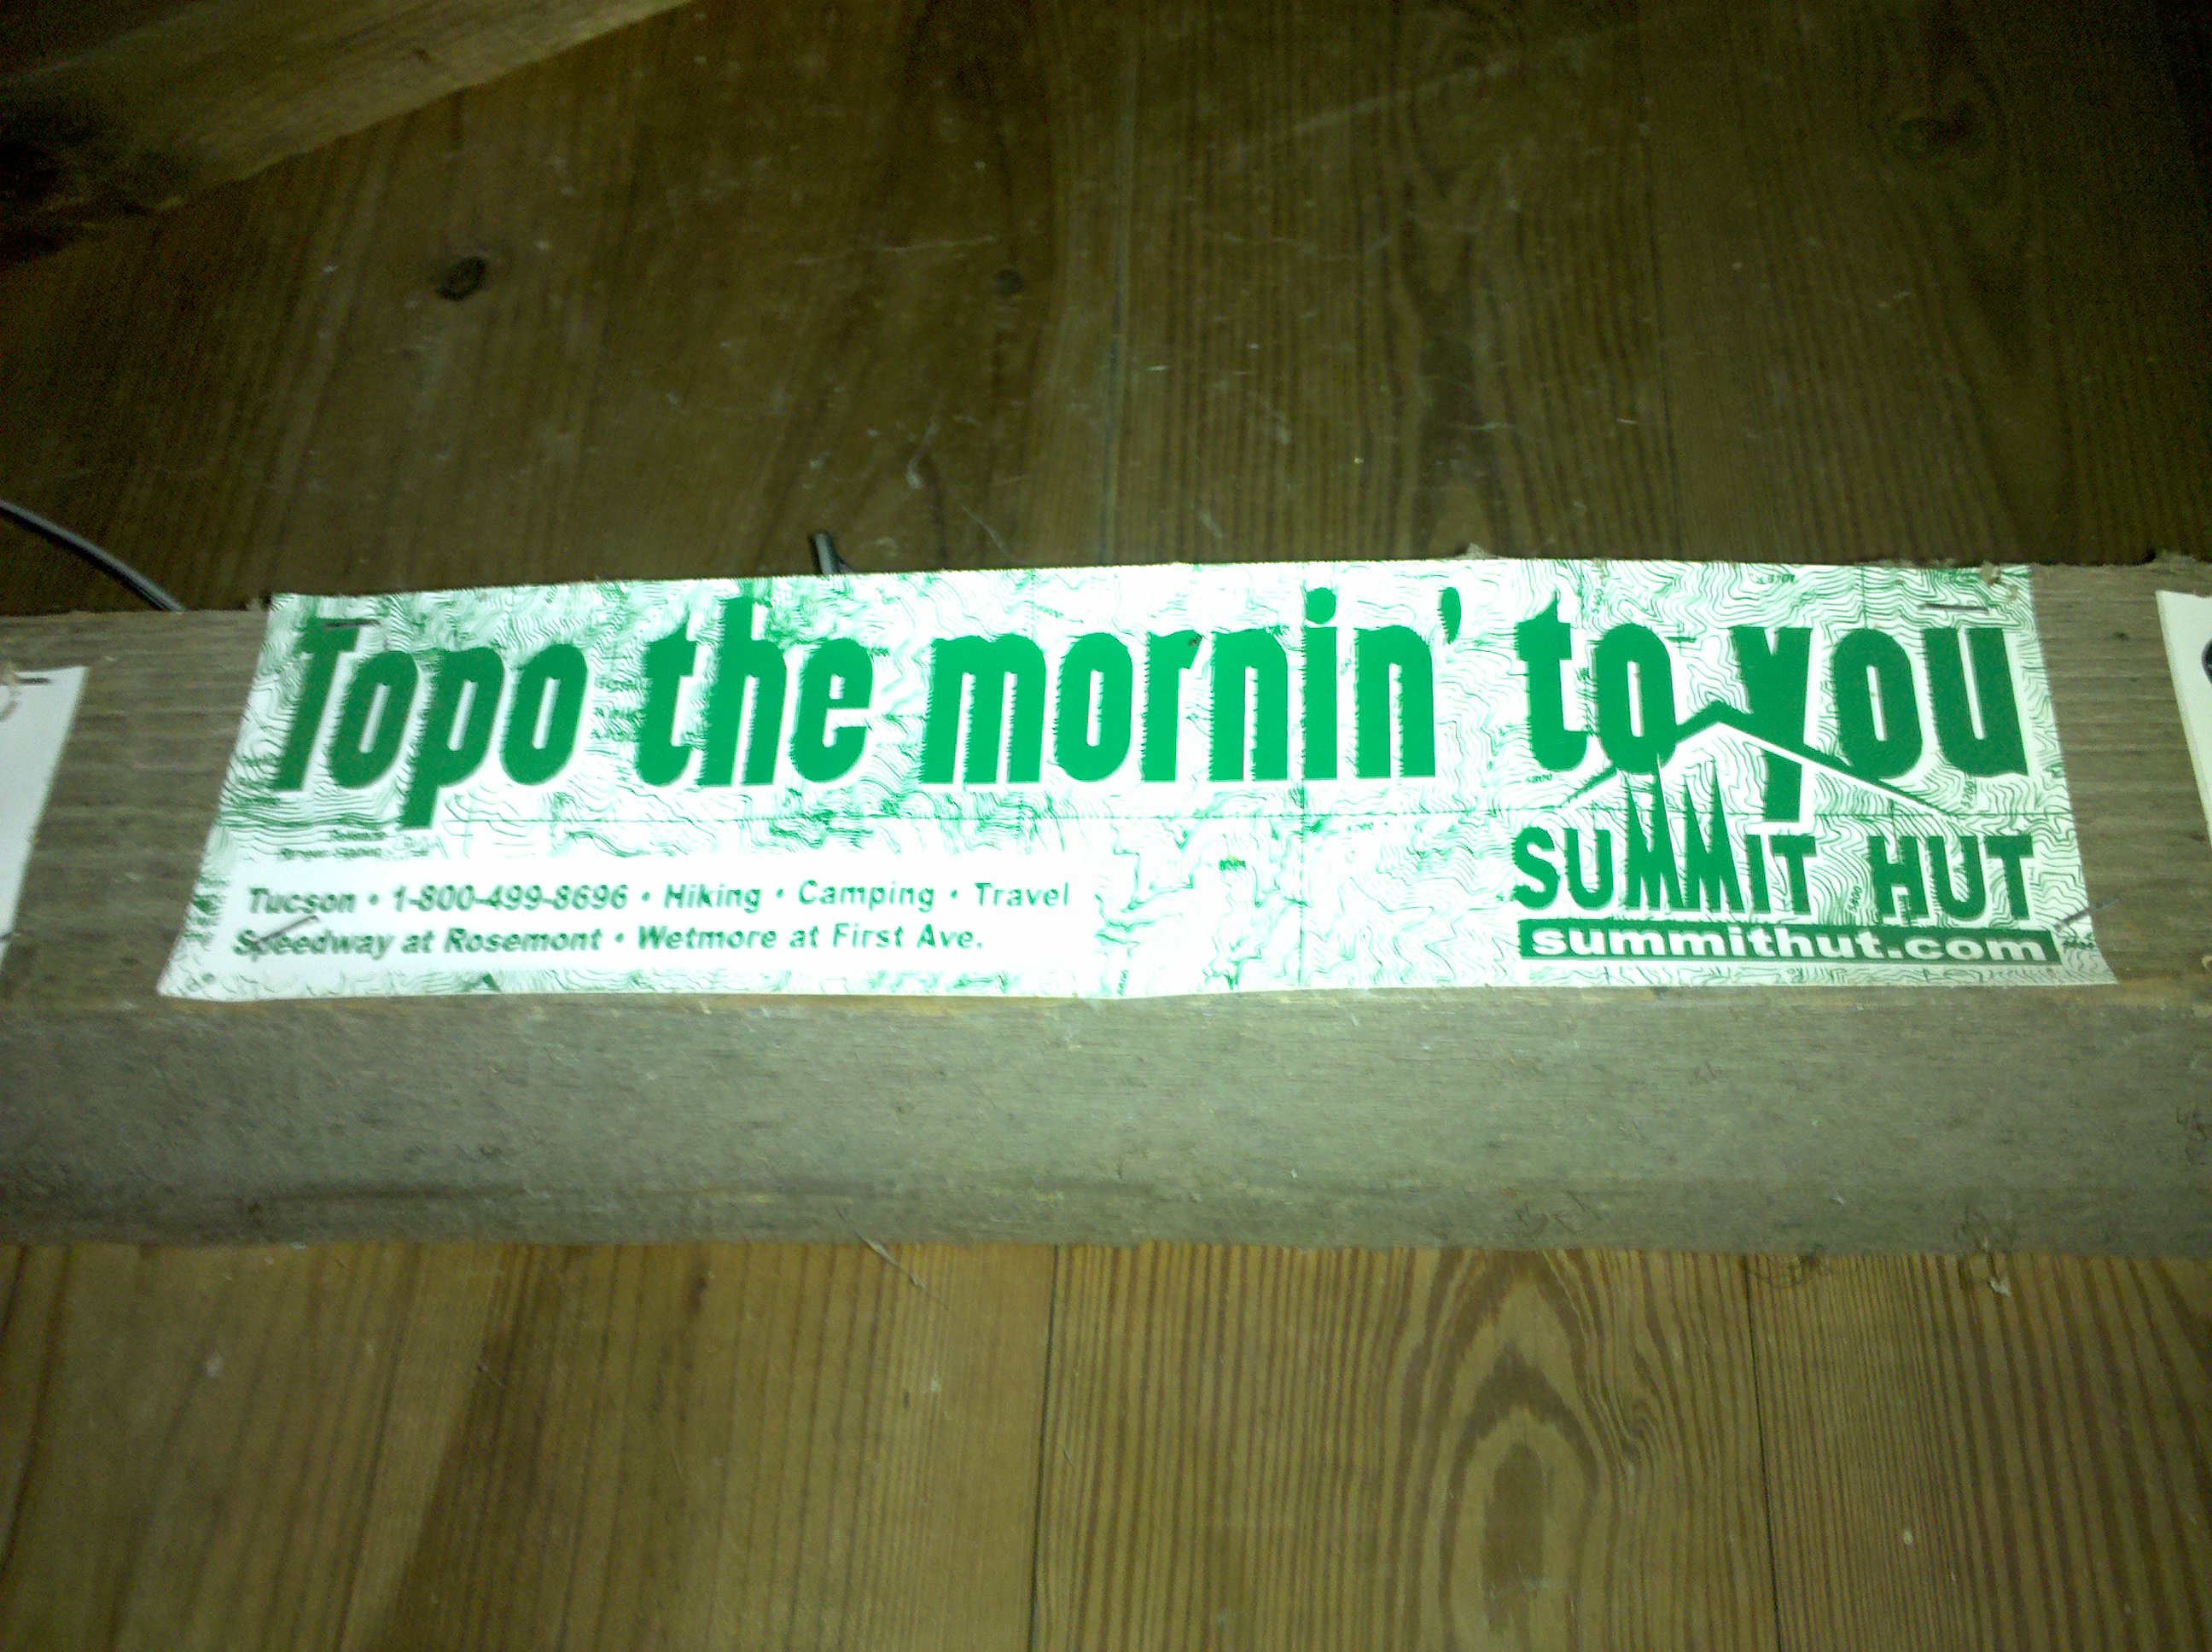 Topo the mornin' to you
Tucson • 1-800-499-8696 • Hiking • Camping • Travel
Speedway at Rosemont • Wetmore at First Ave.
SUMMIT HUT
summithut.com